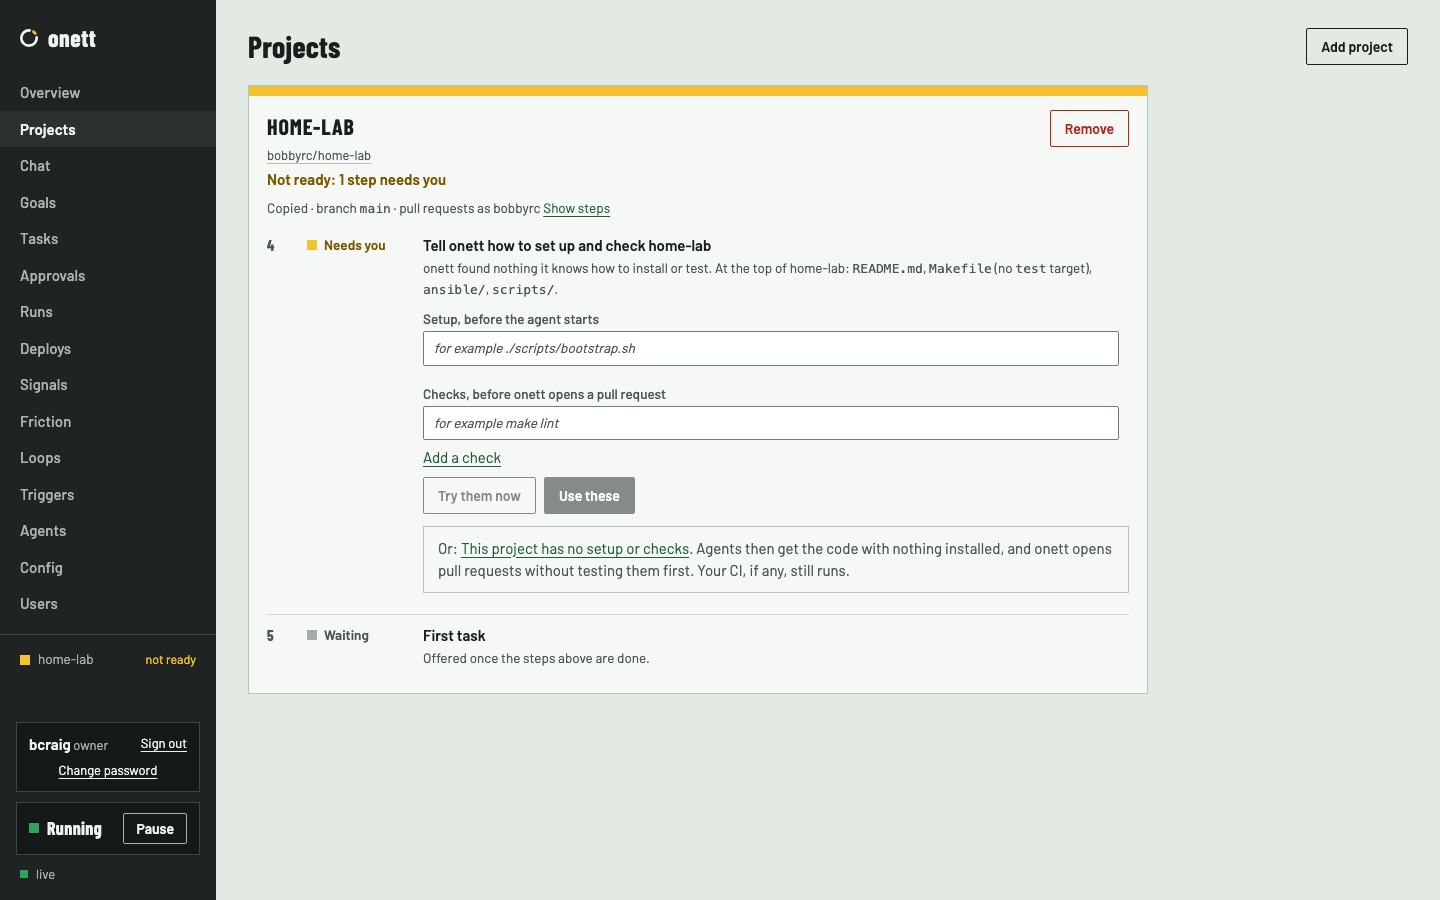 onett
Overview
Projects
Chat
Goals
Tasks
Approvals
Runs
Deploys
Signals
Friction
Loops
Triggers
Agents
Config
Users
home-lab not ready
bcraig owner Sign out
Change password
Running Pause
live
Projects Add project
HOME-LAB Remove
bobbyrc/home-lab
Not ready: 1 step needs you
Copied · branch main · pull requests as bobbyrc Show steps
4 Needs you Tell onett how to set up and check home-lab
onett found nothing it knows how to install or test. At the top of home-lab: README.md, Makefile (no test target),
ansible/, scripts/.
Setup, before the agent starts
for example ./scripts/bootstrap.sh
Checks, before onett opens a pull request
for example make lint
Add a check
Try them now Use these
Or: This project has no setup or checks. Agents then get the code with nothing installed, and onett opens
pull requests without testing them first. Your CI, if any, still runs.
5 Waiting First task
Offered once the steps above are done.